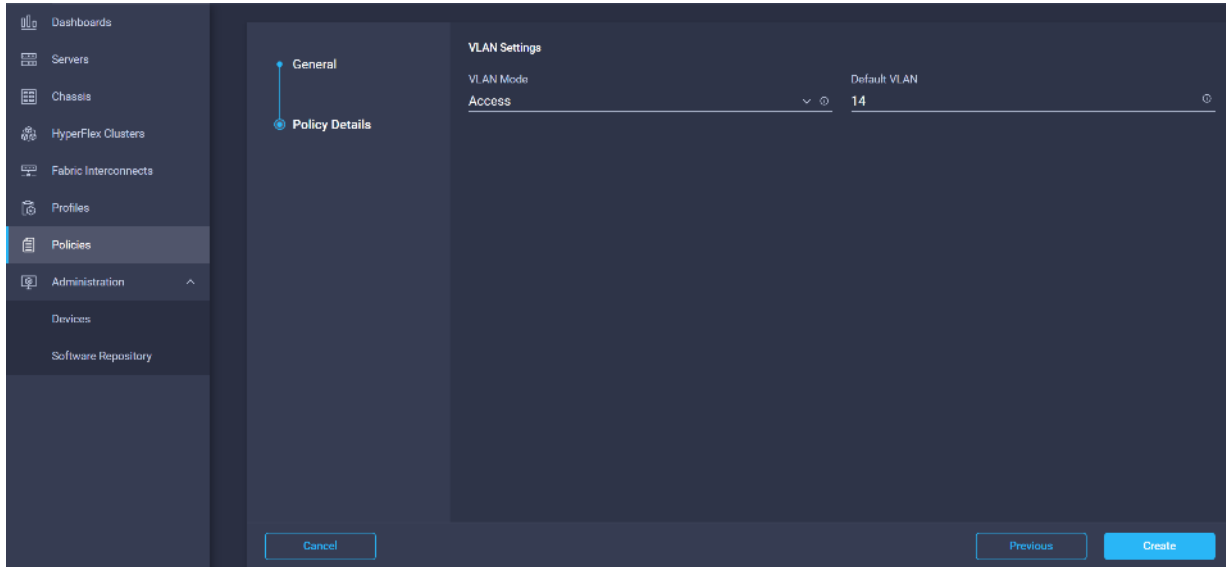 Dashboards
Servers
Chassis
HyperFlex Clusters
Fabric Interconnects
Profiles
Policies
Administration
Devices
Software Repository
General
Policy Details
VLAN Settings
VLAN Mode
Access
Default VLAN
14
Cancel
Previous
Create